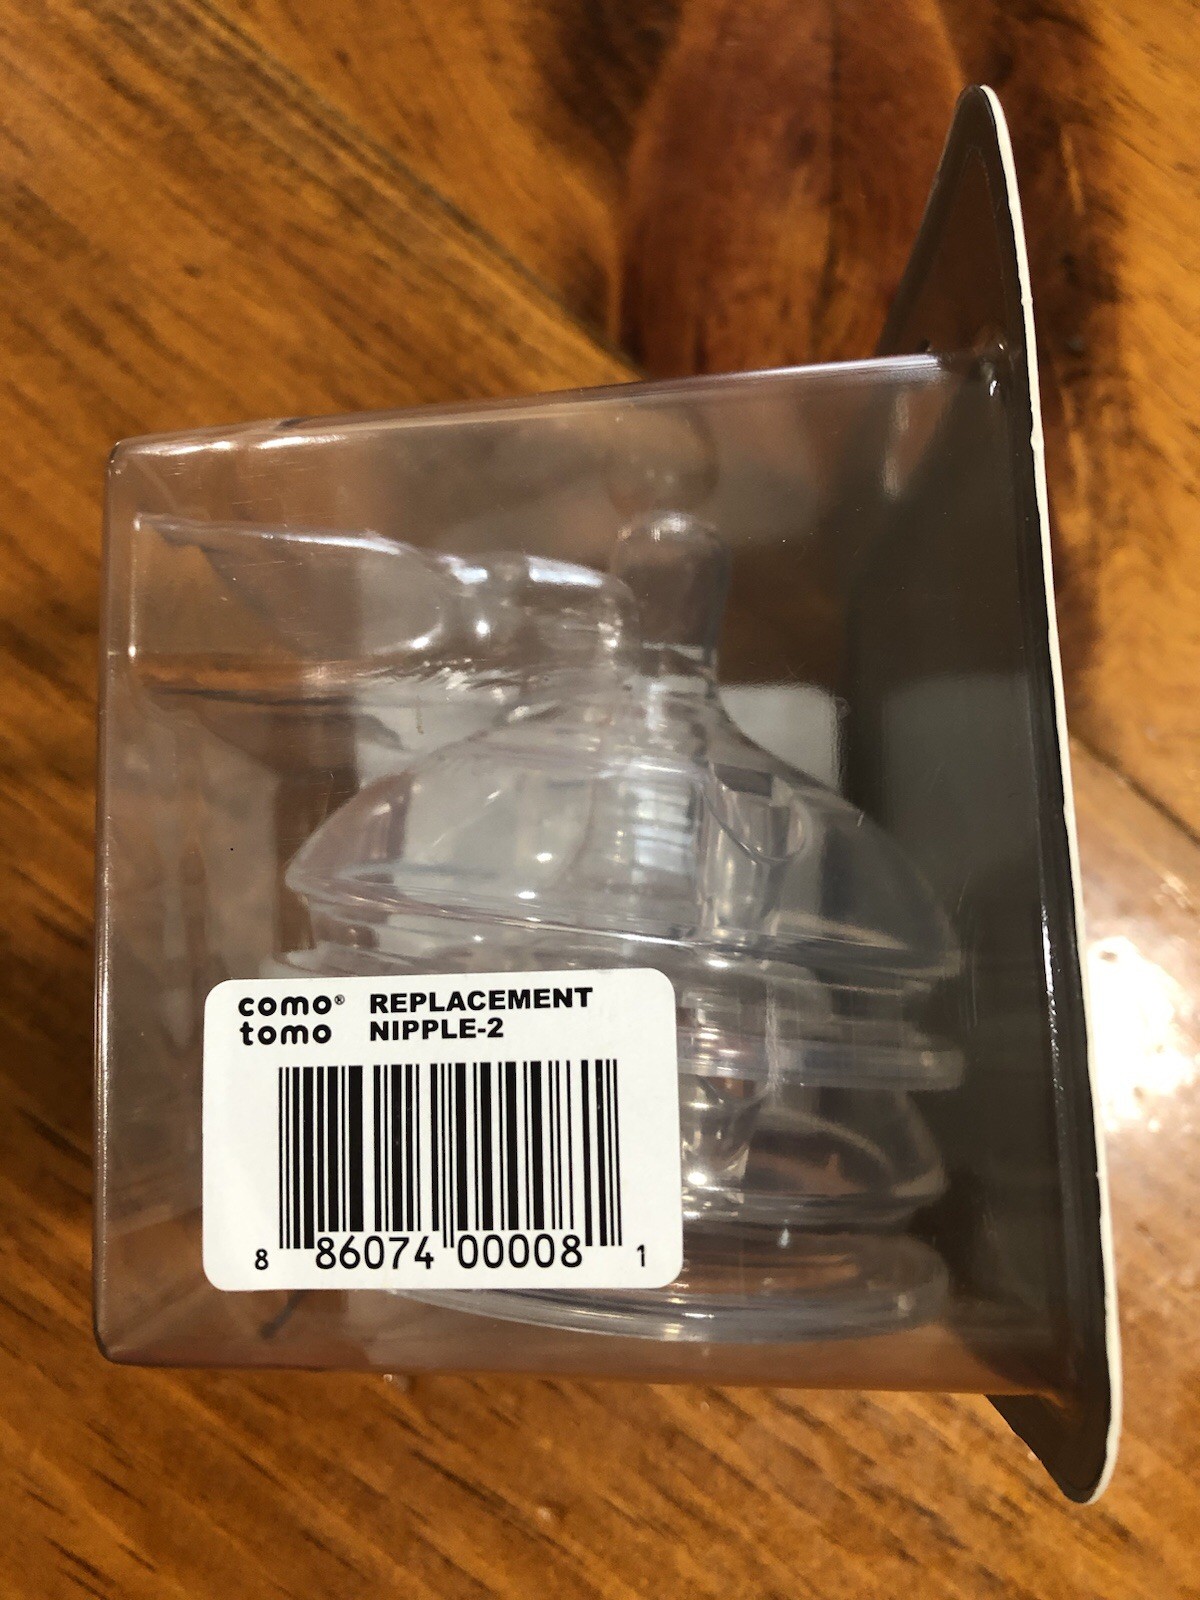 como® REPLACEMENT
tomo NIPPLE-2
8 86074 00008 1